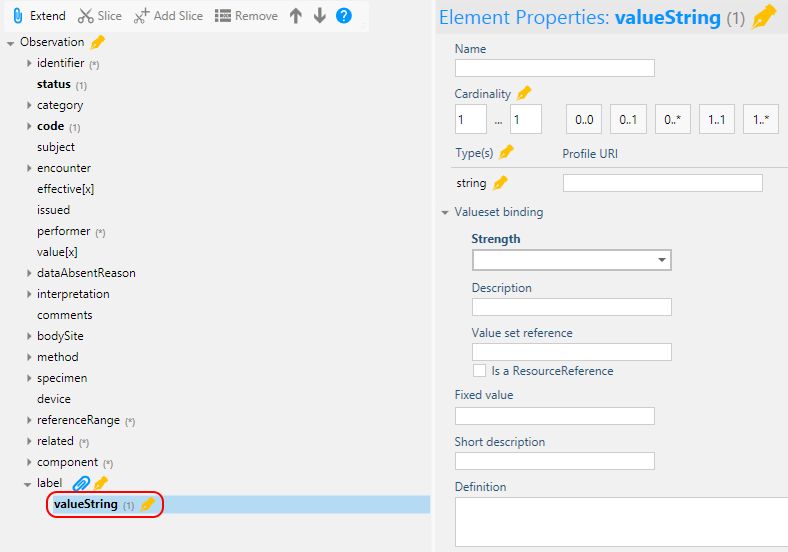 Extend Slice Add Slice Remove ?
Observation
identifier (*)
status (1)
category
code (1)
subject
encounter
effective[x]
issued
performer (*)
value[x]
dataAbsentReason
interpretation
comments
bodySite
method
specimen
device
referenceRange (*)
related (*)
component (*)
label
valueString (1)
Element Properties: valueString (1)
Name
Cardinality
1 ... 1 0..0 0..1 0..* 1..1 1..*
Type(s) Profile URI
string
Valueset binding
Strength
Description
Value set reference
Is a ResourceReference
Fixed value
Short description
Definition